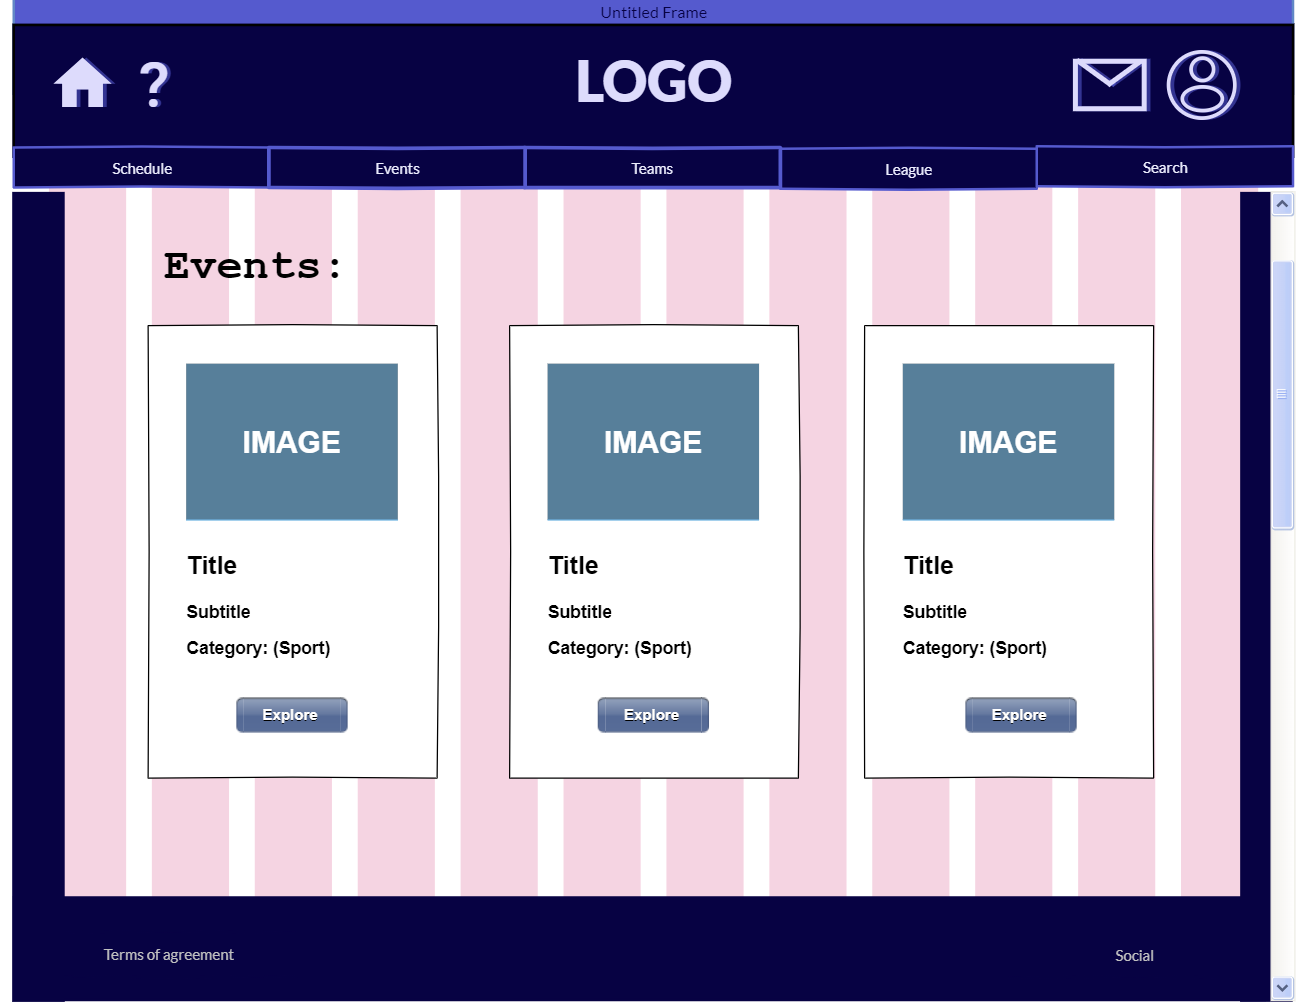 Untitled Frame
?
LOGO
Schedule
Events
Teams
League
Search
Events:
IMAGE
IMAGE
IMAGE
Title
Title
Title
Subtitle
Subtitle
Subtitle
Category: (Sport)
Category: (Sport)
Category: (Sport)
Explore
Explore
Explore
Terms of agreement
Social